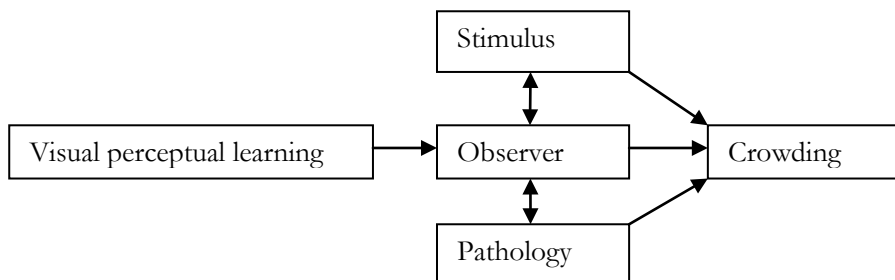 Stimulus
Visual perceptual learning
Observer
Crowding
Pathology